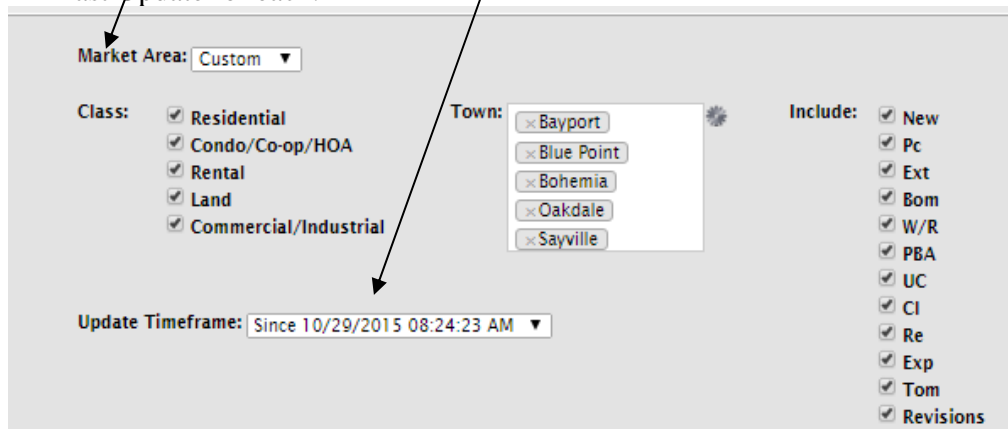 Market Area: Custom ▼
Class:
Residential
Condo/Co-op/HOA
Rental
Land
Commercial/Industrial
Town:
×Bayport
×Blue Point
×Bohemia
×Oakdale
×Sayville
Include:
New
Pc
Ext
Bom
W/R
PBA
UC
Cl
Re
Exp
Tom
Revisions
Update Timeframe: Since 10/29/2015 08:24:23 AM ▼